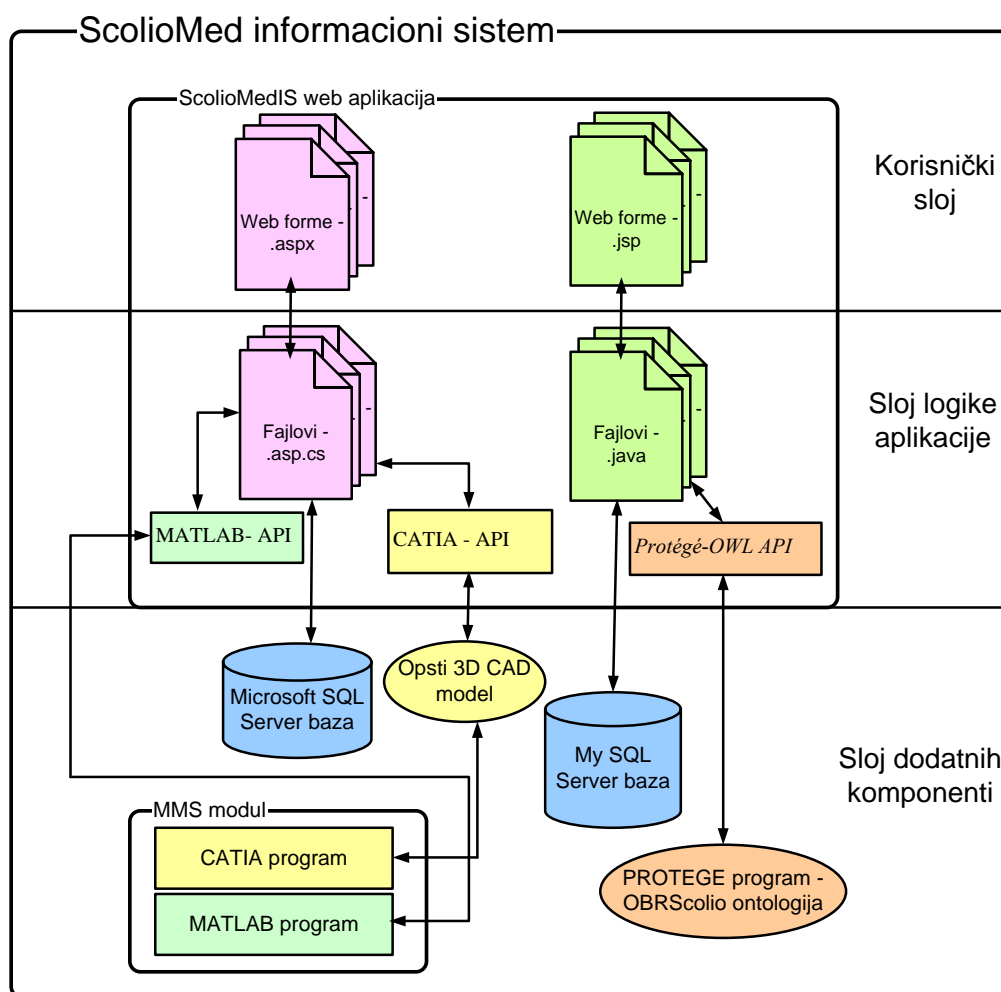 ScolioMed informacioni sistem
ScolioMedIS web aplikacija
Web forme -
.aspx
-
Web forme -
.jsp
-
Korisnički
sloj
Fajlovi -
.asp.cs
-
Fajlovi -
.java
-
Sloj logike
aplikacije
MATLAB- API
CATIA - API
Protégé-OWL API
Microsoft SQL
Server baza
Opsti 3D CAD
model
My SQL
Server baza
Sloj dodatnih
komponenti
MMS modul
CATIA program
MATLAB program
PROTEGE program -
OBRScolio ontologija